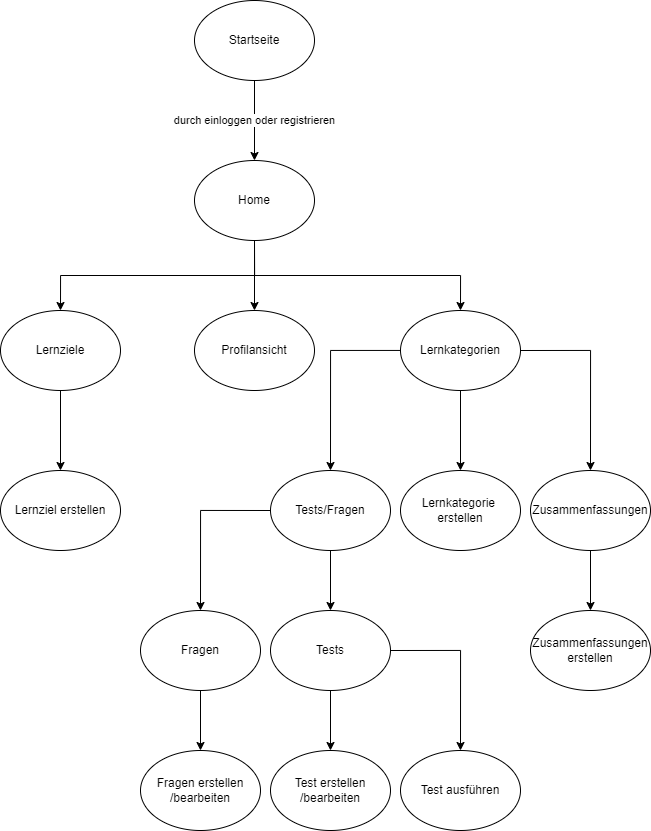 Startseite
durch einloggen oder registrieren
Home
Lernziele
Profilansicht
Lernkategorien
Lernziel erstellen
Tests/Fragen
Lernkategorie
erstellen
Zusammenfassungen
Fragen
Tests
Zusammenfassungen
erstellen
Fragen erstellen
/bearbeiten
Test erstellen
/bearbeiten
Test ausführen